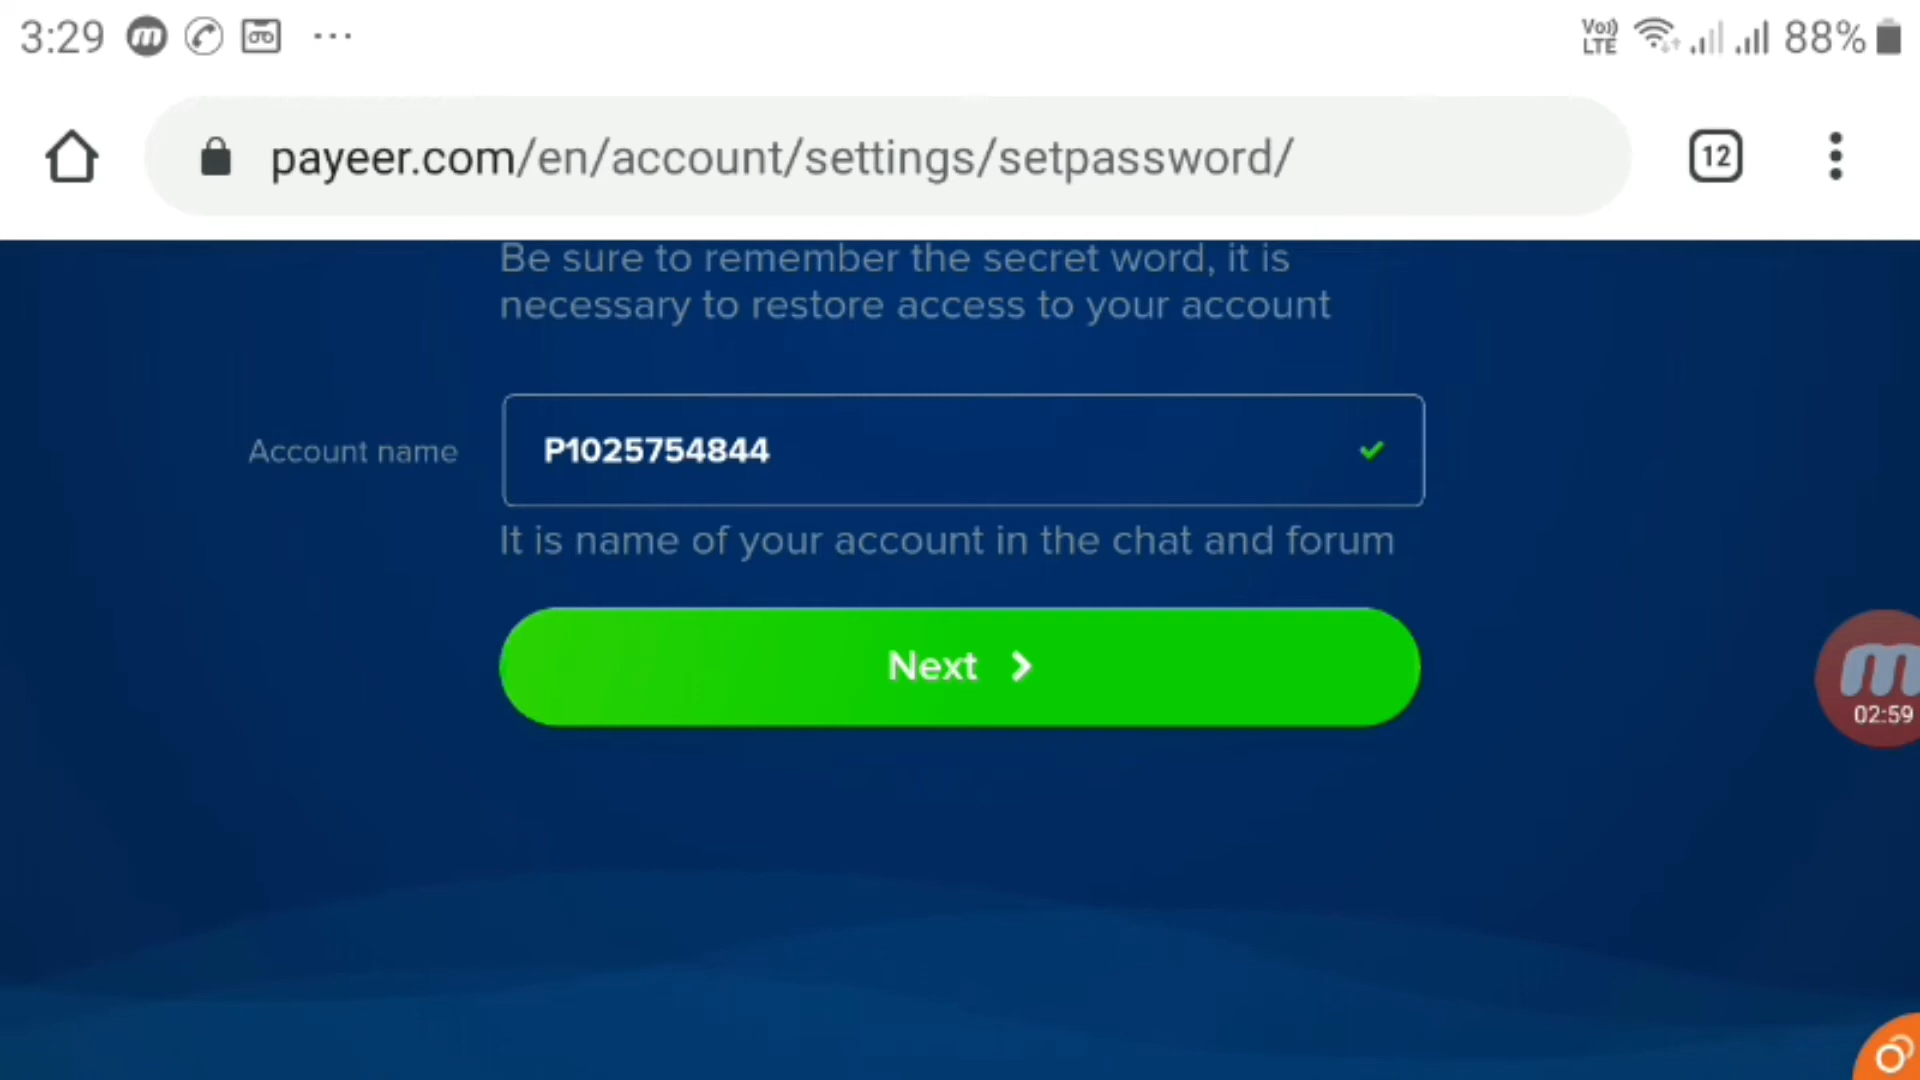 3:29
Vo)) LTE
88%
payeer.com/en/account/settings/setpassword/
12
Be sure to remember the secret word, it is
necessary to restore access to your account
Account name
P1025754844
It is name of your account in the chat and forum
Next
m
02:59